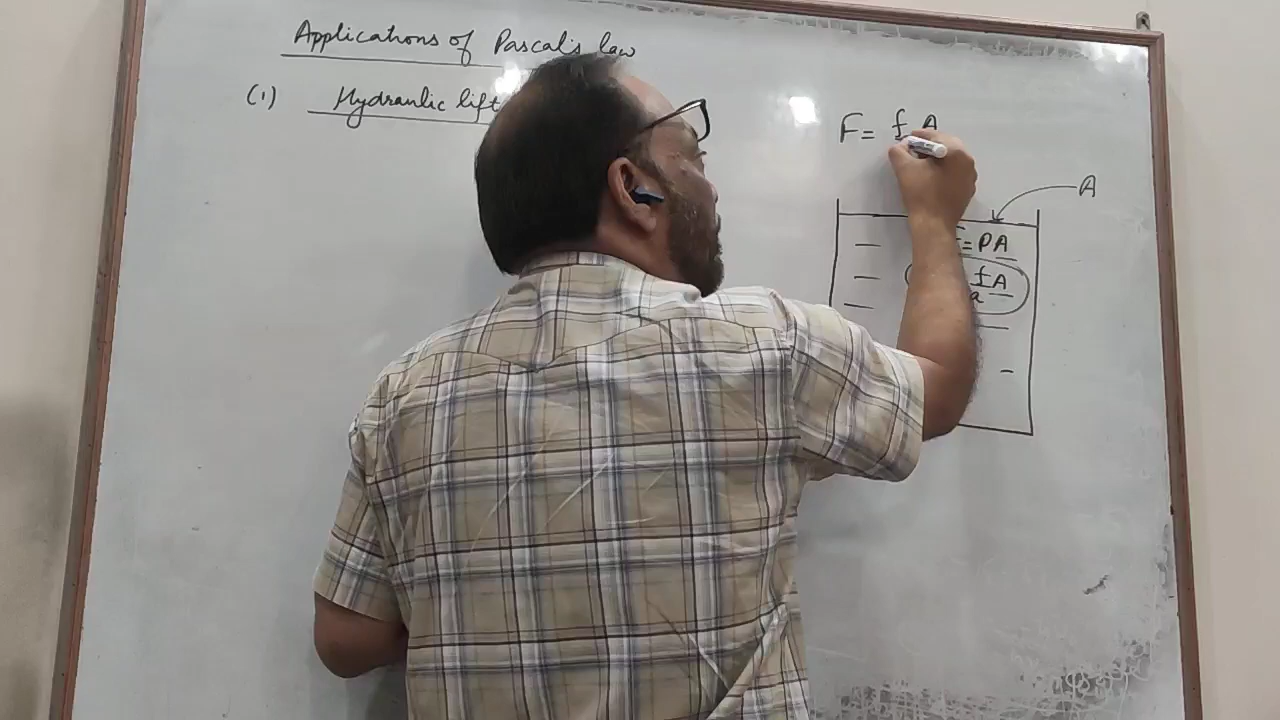 Applications of Pascal's law
(1) Hydraulic lift
F = f A
A
= PA
f A
a